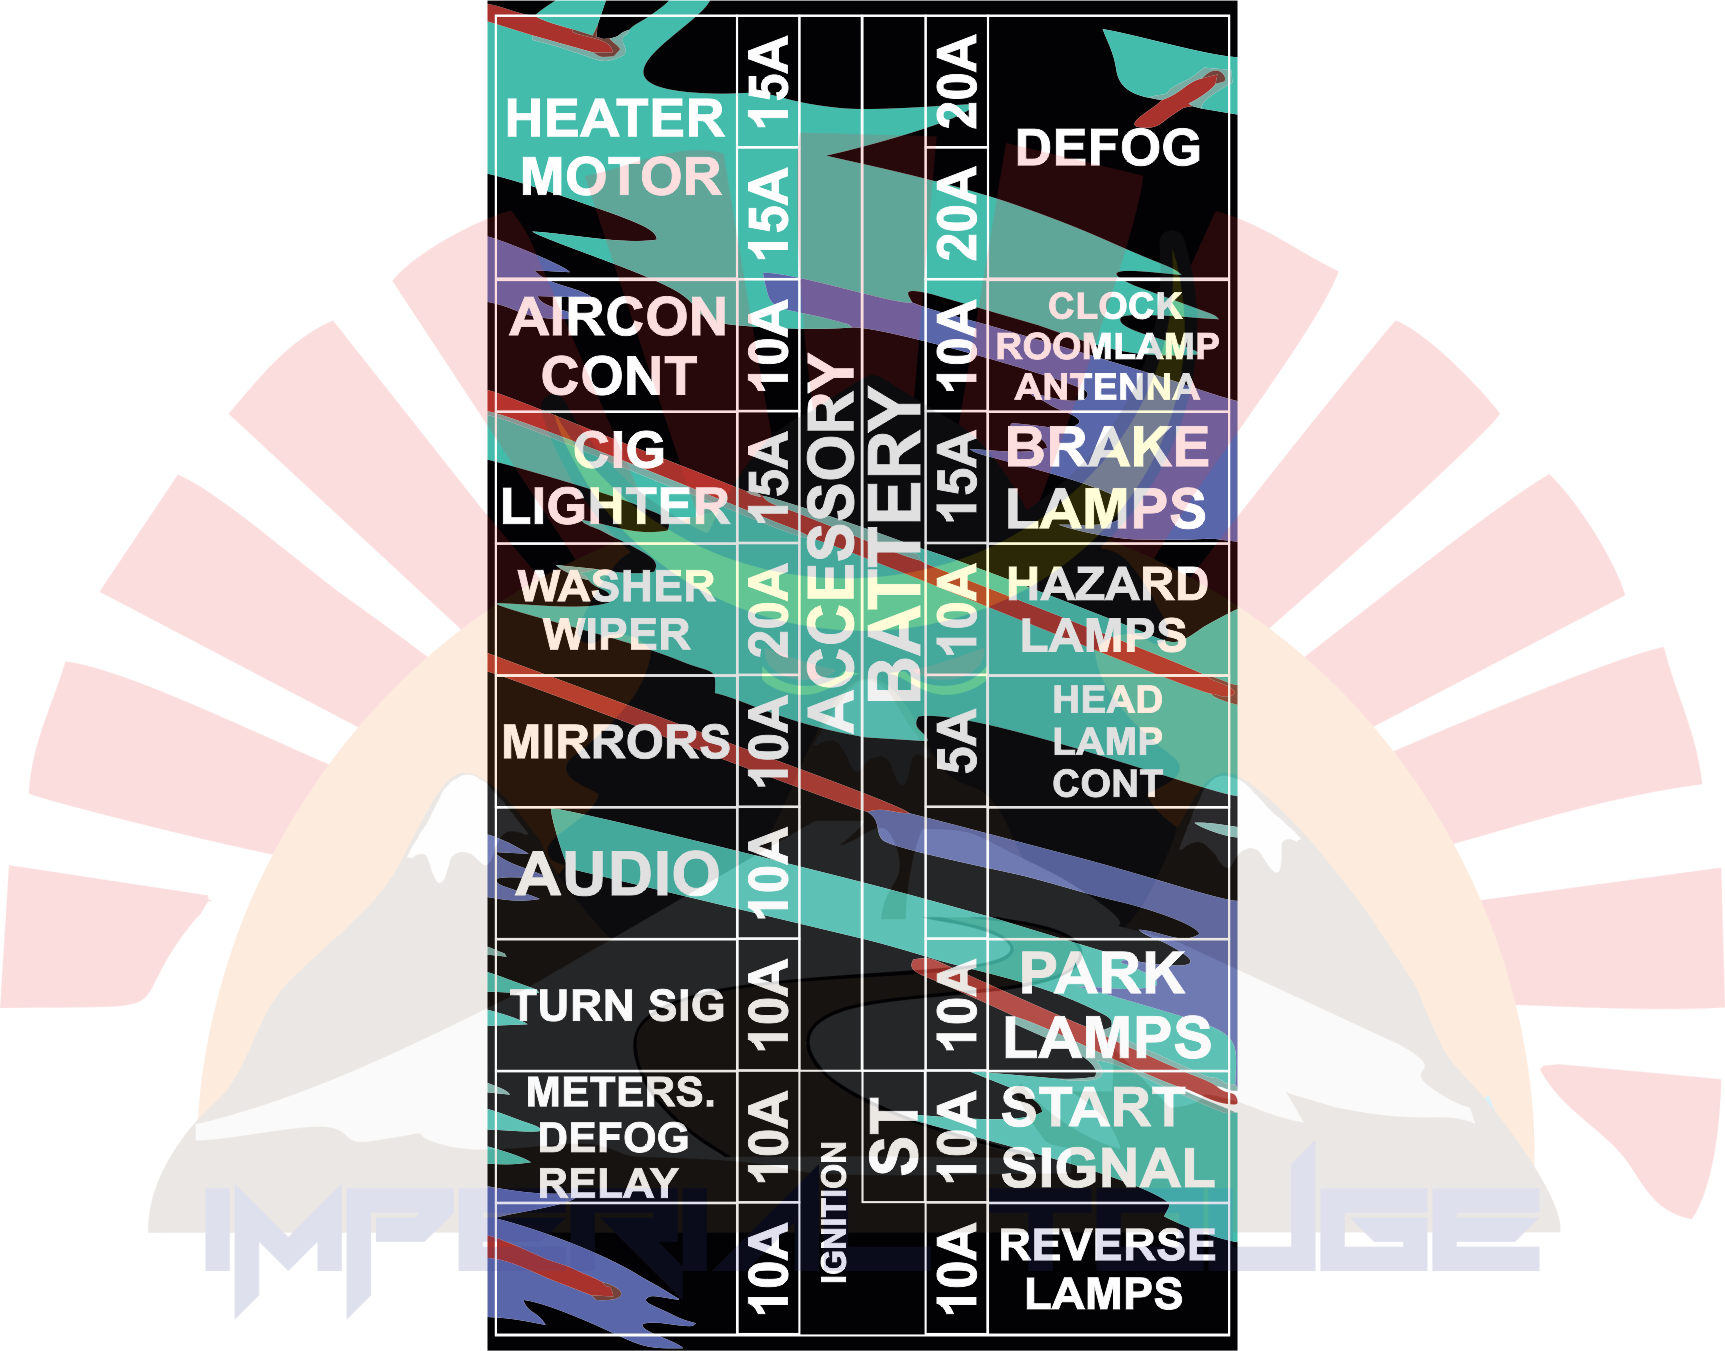 HEATER
MOTOR
15A
15A
20A
20A
DEFOG
AIRCON
CONT
10A
10A
CLOCK
ROOMLAMP
ANTENNA
CIG
LIGHTER
15A
ACCESSORY
BATTERY
15A
BRAKE
LAMPS
WASHER
WIPER
20A
10A
HAZARD
LAMPS
MIRRORS
10A
5A
HEAD
LAMP
CONT
AUDIO
10A
TURN SIG
10A
10A
PARK
LAMPS
METERS.
DEFOG
RELAY
10A
IGNITION
ST
10A
START
SIGNAL
10A
10A
REVERSE
LAMPS
IMPERIAL TOUGE